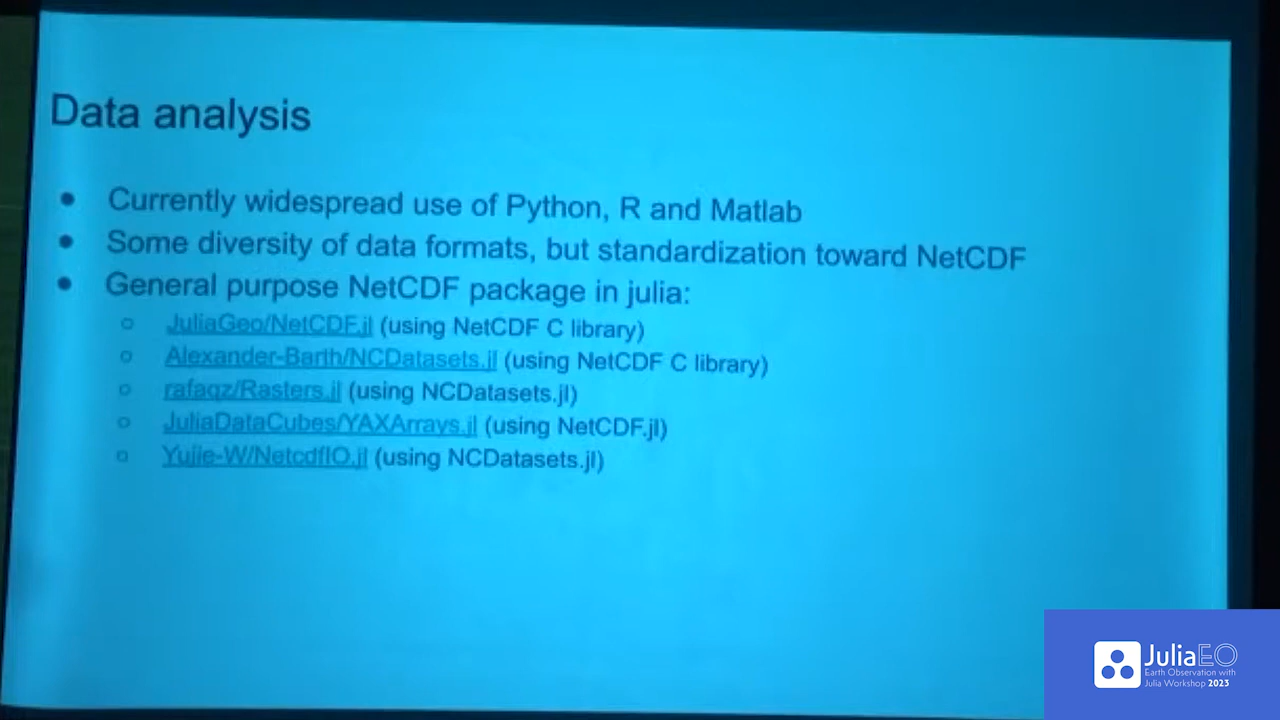 Data analysis
● Currently widespread use of Python, R and Matlab
● Some diversity of data formats, but standardization toward NetCDF
● General purpose NetCDF package in julia:
○ JuliaGeo/NetCDF.jl (using NetCDF C library)
○ Alexander-Barth/NCDatasets.jl (using NetCDF C library)
○ rafaqz/Rasters.jl (using NCDatasets.jl)
○ JuliaDataCubes/YAXArrays.jl (using NetCDF.jl)
○ Yujie-W/NetcdfIO.jl (using NCDatasets.jl)
JuliaEO
Earth Observation with
Julia Workshop 2023